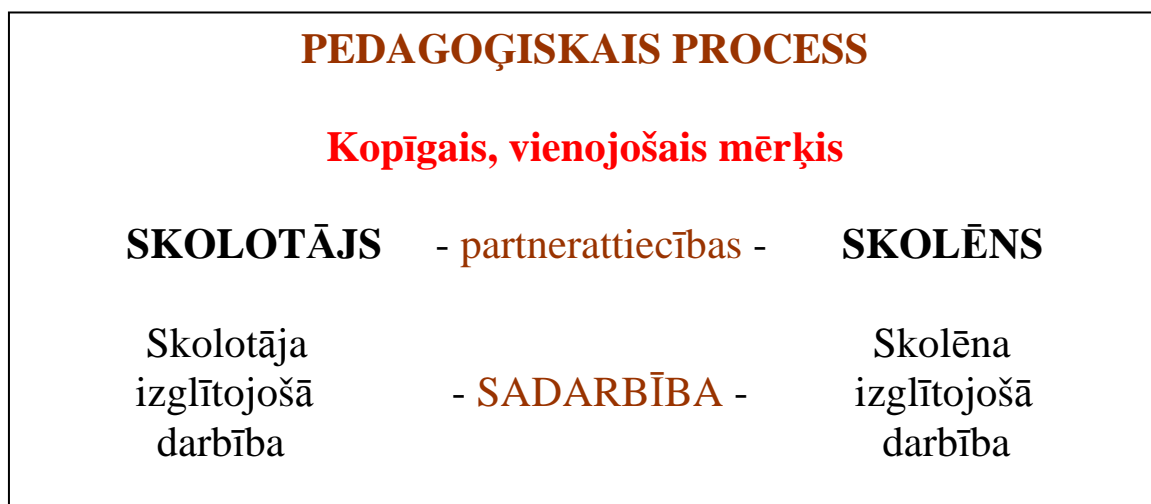 PEDAGOĢISKAIS PROCESS
Kopīgais, vienojošais mērķis
SKOLOTĀJS - partnerattiecības - SKOLĒNS
Skolotāja Skolēna
izglītojošā - SADARBĪBA - izglītojošā
darbība darbība